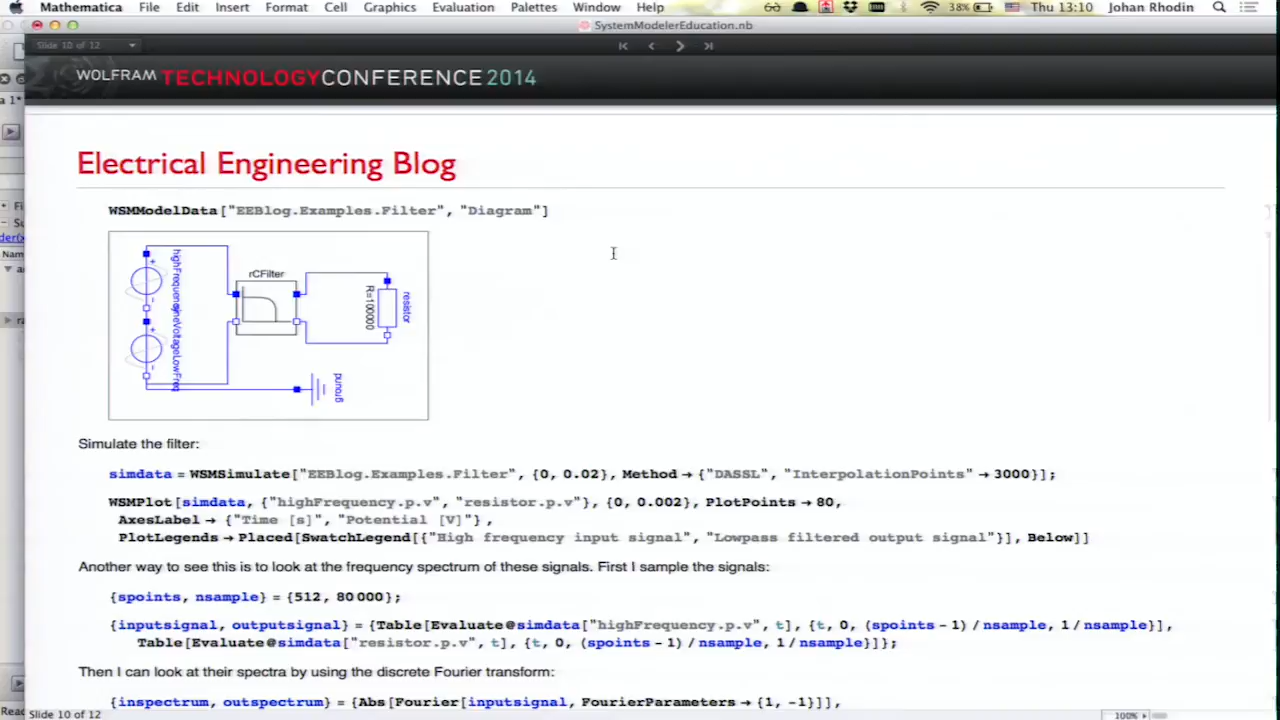 Mathematica File Edit Insert Format Cell Graphics Evaluation Palettes Window Help 38% Thu 13:10 Johan Rhodin
SystemModelerEducation.nb
Slide 10 of 12
WOLFRAM TECHNOLOGYCONFERENCE 2014
Electrical Engineering Blog
WSMModelData["EEBlog.Examples.Filter", "Diagram"]
rCFilter
resistor
R=100000
ground
Simulate the filter:
simdata = WSMSimulate["EEBlog.Examples.Filter", {0, 0.02}, Method → {"DASSL", "InterpolationPoints" → 3000}];
WSMPlot[simdata, {"highFrequency.p.v", "resistor.p.v"}, {0, 0.002}, PlotPoints → 80,
AxesLabel → {"Time [s]", "Potential [V]"},
PlotLegends → Placed[SwatchLegend[{"High frequency input signal", "Lowpass filtered output signal"}], Below]]
Another way to see this is to look at the frequency spectrum of these signals. First I sample the signals:
{spoints, nsample} = {512, 80000};
{inputsignal, outputsignal} = {Table[Evaluate@simdata["highFrequency.p.v", t], {t, 0, (spoints - 1) / nsample, 1 / nsample}],
Table[Evaluate@simdata["resistor.p.v", t], {t, 0, (spoints - 1) / nsample, 1 / nsample}]};
Then I can look at their spectra by using the discrete Fourier transform:
{inspectrum, outspectrum} = {Abs[Fourier[inputsignal, FourierParameters → {1, -1}]],
Slide 10 of 12
100%